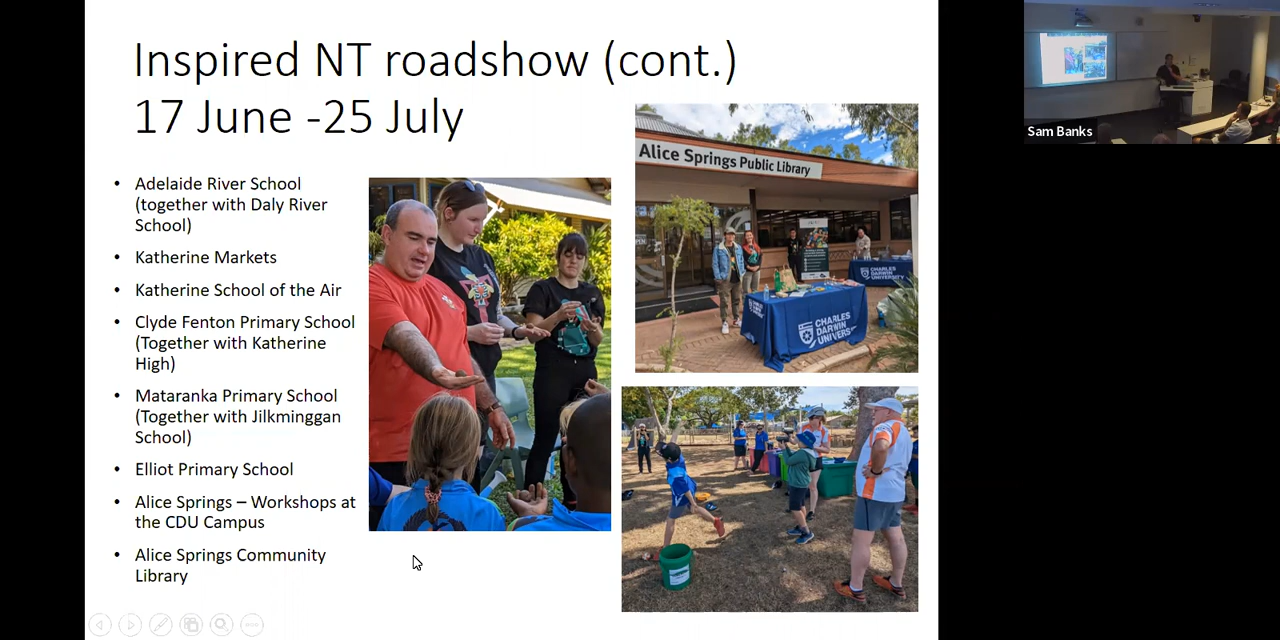 Inspired NT roadshow (cont.)
17 June -25 July
• Adelaide River School
(together with Daly River
School)
• Katherine Markets
• Katherine School of the Air
• Clyde Fenton Primary School
(Together with Katherine
High)
• Mataranka Primary School
(Together with Jilkminggan
School)
• Elliot Primary School
• Alice Springs – Workshops at
the CDU Campus
• Alice Springs Community
Library
Alice Springs Public Library
CHARLES
DARWIN
UNIVERSITY
CHARLES
DARWIN
UNIVERS
Sam Banks